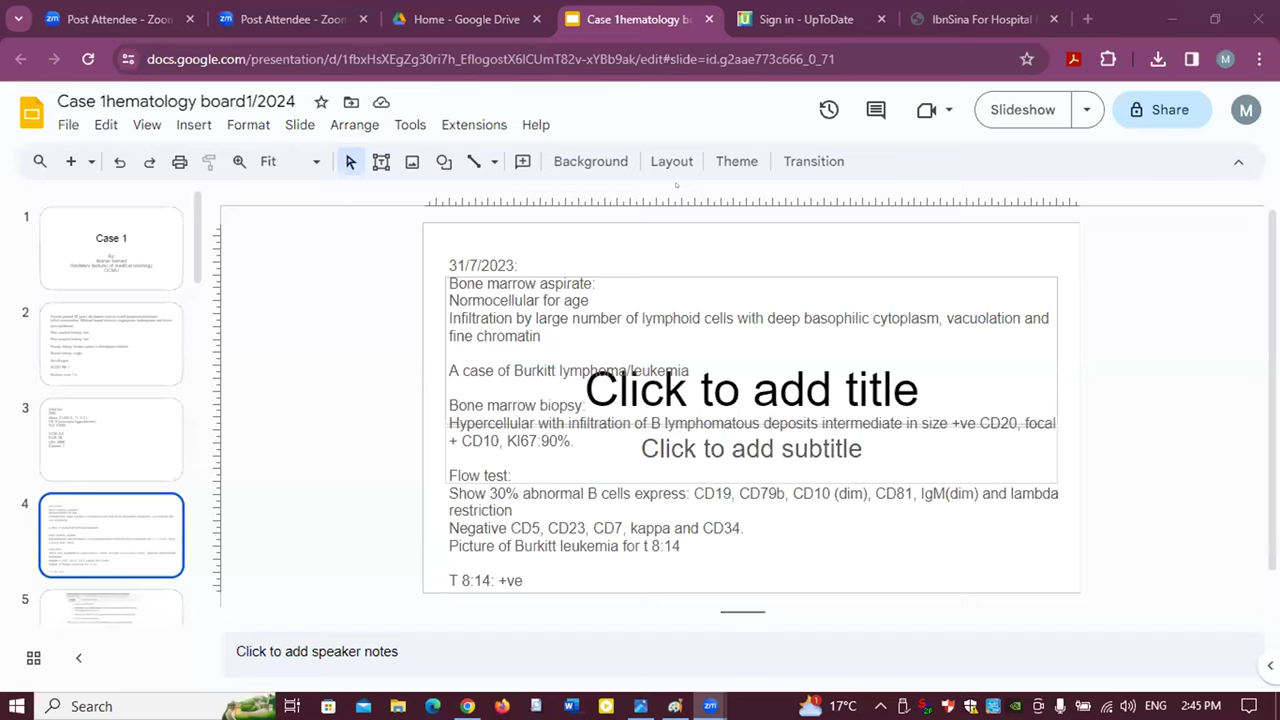 Post Attendee - Zoom
Post Attendee - Zoom
Home - Google Drive
Case 1hematology bo
Sign in - UpToDate
IbnSina For Hospital
docs.google.com/presentation/d/1fbxHsXEgZg30ri7h_EflogostX6lCUmT82v-xYBb9ak/edit#slide=id.g2aae773c666_0_71
M
Case 1hematology board1/2024
File Edit View Insert Format Slide Arrange Tools Extensions Help
Slideshow
Share
M
Fit
Background Layout Theme Transition
1
Case 1
By:
2
3
4
5
31/7/2023:
Bone marrow aspirate:
Normocellular for age
Infiltration by large number of lymphoid cells with deep basophilic cytoplasm, vacuolation and
fine chromatin
A case of Burkitt lymphoma/leukemia
Click to add title
Bone marrow biopsy:
Hypercellular with infiltration of B lymphomatous deposits intermediate in size +ve CD20, focal
+ CD10, KI67:90%.
Click to add subtitle
Flow test:
Show 30% abnormal B cells express: CD19, CD79b, CD10 (dim), CD81, IgM(dim) and lambda
restriction
Negative CD5, CD23, CD7, kappa and CD34
Picture of Burkitt leukemia for t 8:14
T 8:14: +ve
Click to add speaker notes
Search
17°C
2:45 PM